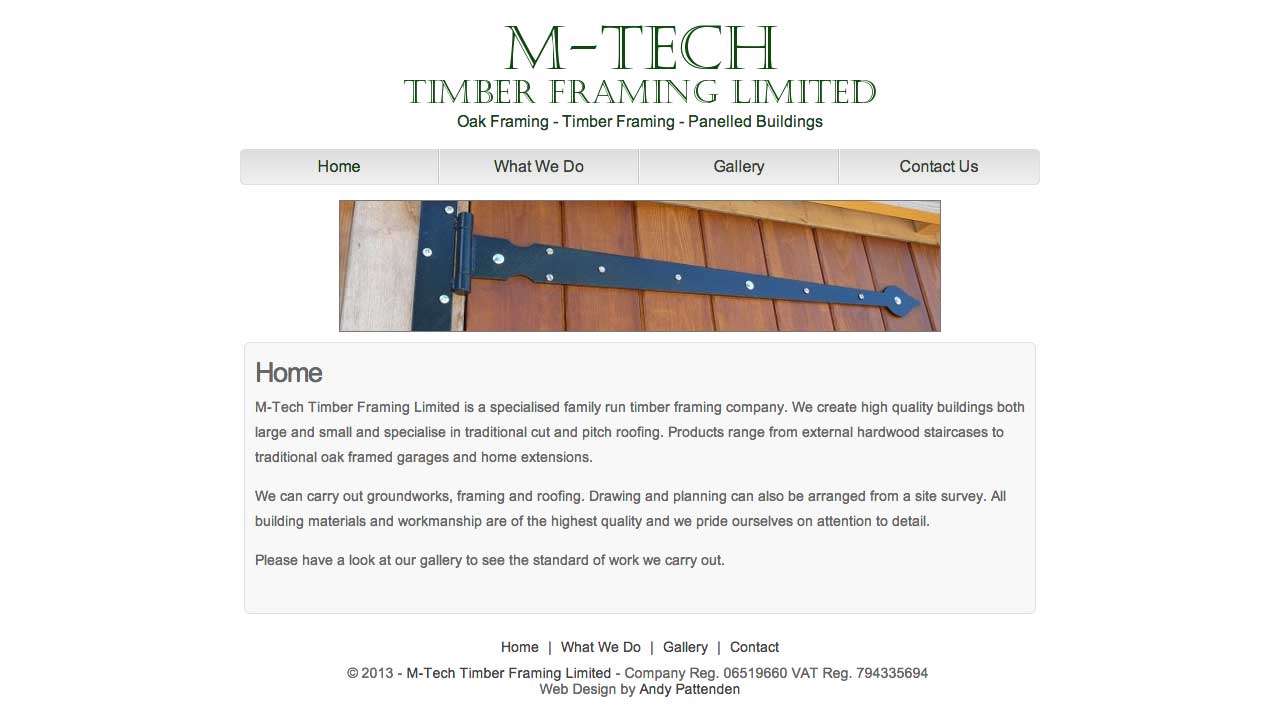 M-TECH
TIMBER FRAMING LIMITED
Oak Framing - Timber Framing - Panelled Buildings
Home
What We Do
Gallery
Contact Us
Home
M-Tech Timber Framing Limited is a specialised family run timber framing company. We create high quality buildings both
large and small and specialise in traditional cut and pitch roofing. Products range from external hardwood staircases to
traditional oak framed garages and home extensions.
We can carry out groundworks, framing and roofing. Drawing and planning can also be arranged from a site survey. All
building materials and workmanship are of the highest quality and we pride ourselves on attention to detail.
Please have a look at our gallery to see the standard of work we carry out.
Home | What We Do | Gallery | Contact
© 2013 - M-Tech Timber Framing Limited - Company Reg. 06519660 VAT Reg. 794335694
Web Design by Andy Pattenden